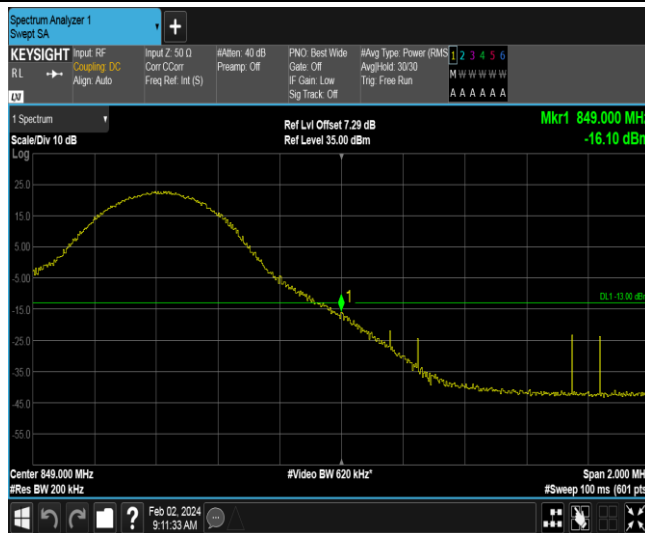 Spectrum Analyzer 1
Swept SA
+
KEYSIGHT
RL
LXI
Input: RF
Coupling: DC
Align: Auto
Input Z: 50 Ω
Corr CCorr
Freq Ref: Int (S)
#Atten: 40 dB
Preamp: Off
PNO: Best Wide
Gate: Off
IF Gain: Low
Sig Track: Off
#Avg Type: Power (RMS
Avg|Hold: 30/30
Trig: Free Run
1 2 3 4 5 6
M W W W W W
A A A A A A
1 Spectrum
Scale/Div 10 dB
Log
Ref Lvl Offset 7.29 dB
Ref Level 35.00 dBm
Mkr1 849.000 MHz
-16.10 dBm
25.0
15.0
5.00
-5.00
-15.0
-25.0
-35.0
-45.0
-55.0
1
DL1 -13.00 dBm
Center 849.000 MHz
#Res BW 200 kHz
#Video BW 620 kHz*
Span 2.000 MHz
#Sweep 100 ms (601 pts)
?
Feb 02, 2024
9:11:33 AM